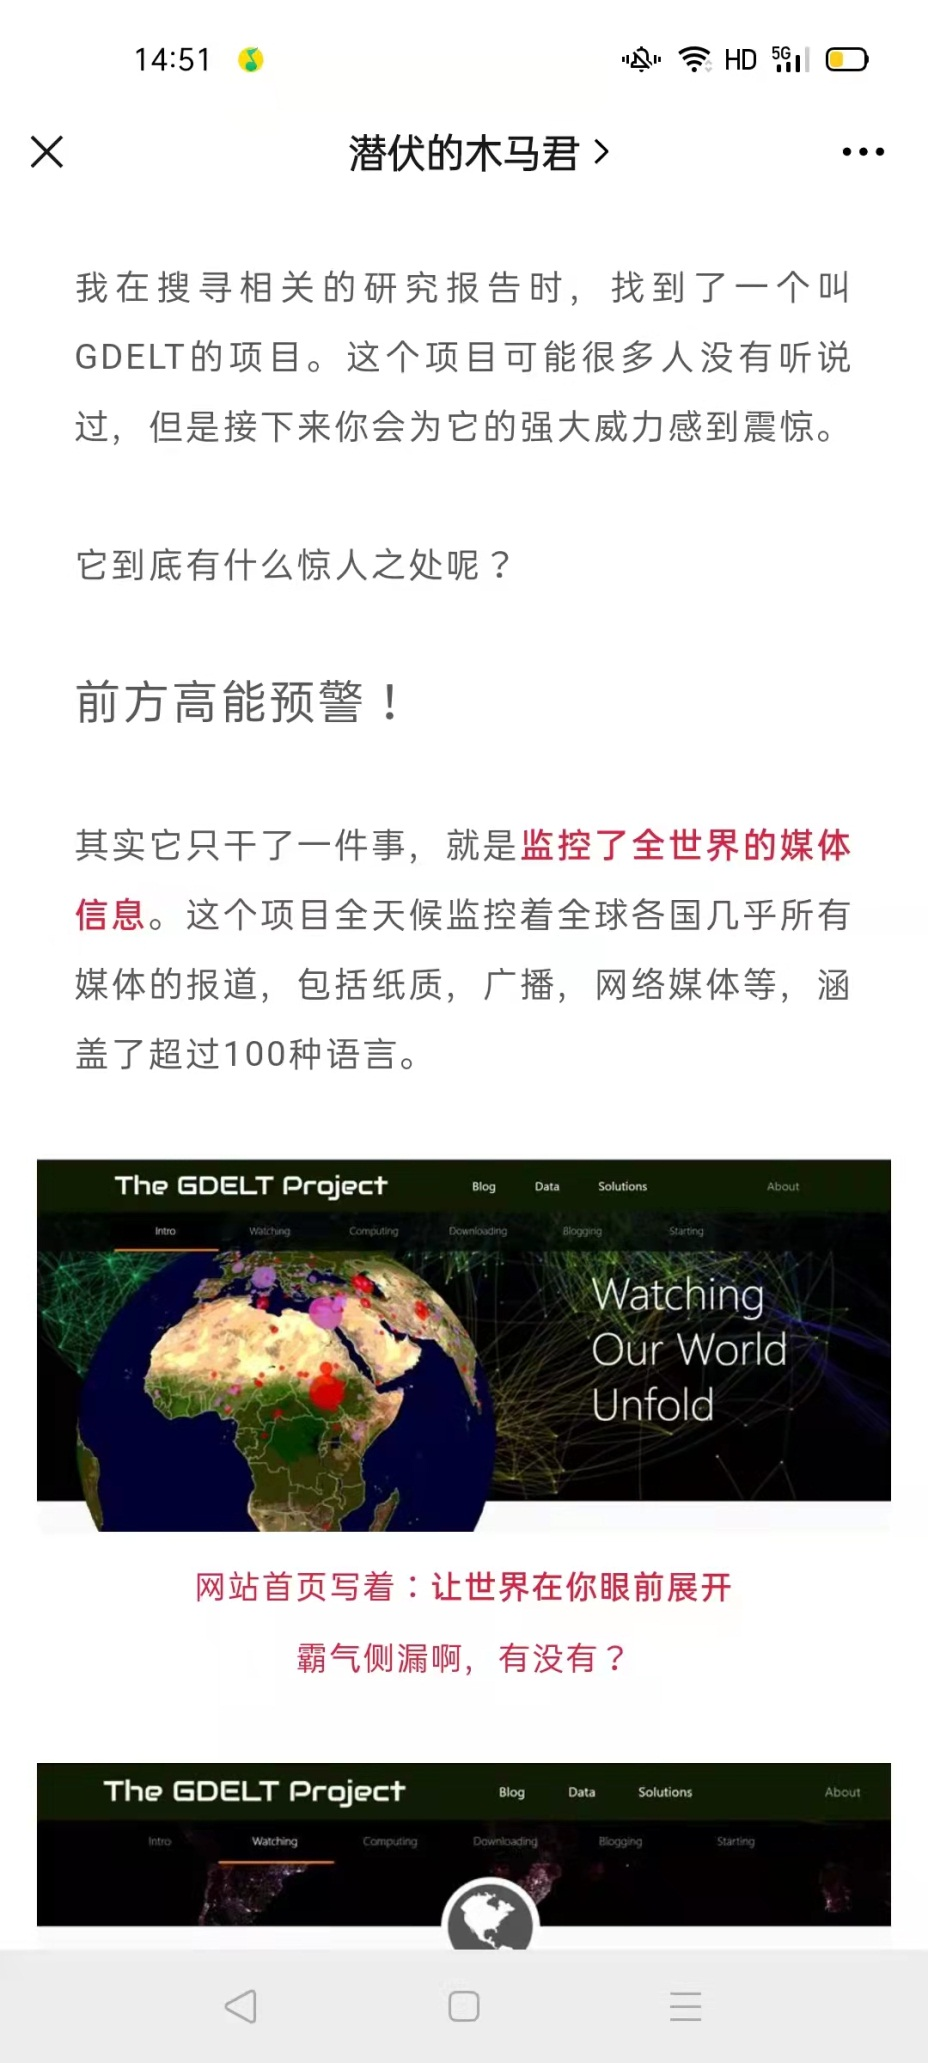 14:51
HD
5G
潜伏的木马君
我在搜寻相关的研究报告时，找到了一个叫
GDELT的项目。这个项目可能很多人没有听说
过，但是接下来你会为它的强大威力感到震惊。
它到底有什么惊人之处呢？
前方高能预警！
其实它只干了一件事，就是监控了全世界的媒体
信息。这个项目全天候监控着全球各国几乎所有
媒体的报道，包括纸质，广播，网络媒体等，涵
盖了超过100种语言。
The GDELT Project Blog Data Solutions About
Intro Watching Computing Downloading Blogging Starting
Watching
Our World
Unfold
网站首页写着：让世界在你眼前展开
霸气侧漏啊，有没有？
The GDELT Project Blog Data Solutions About
Intro Watching Computing Downloading Blogging Starting